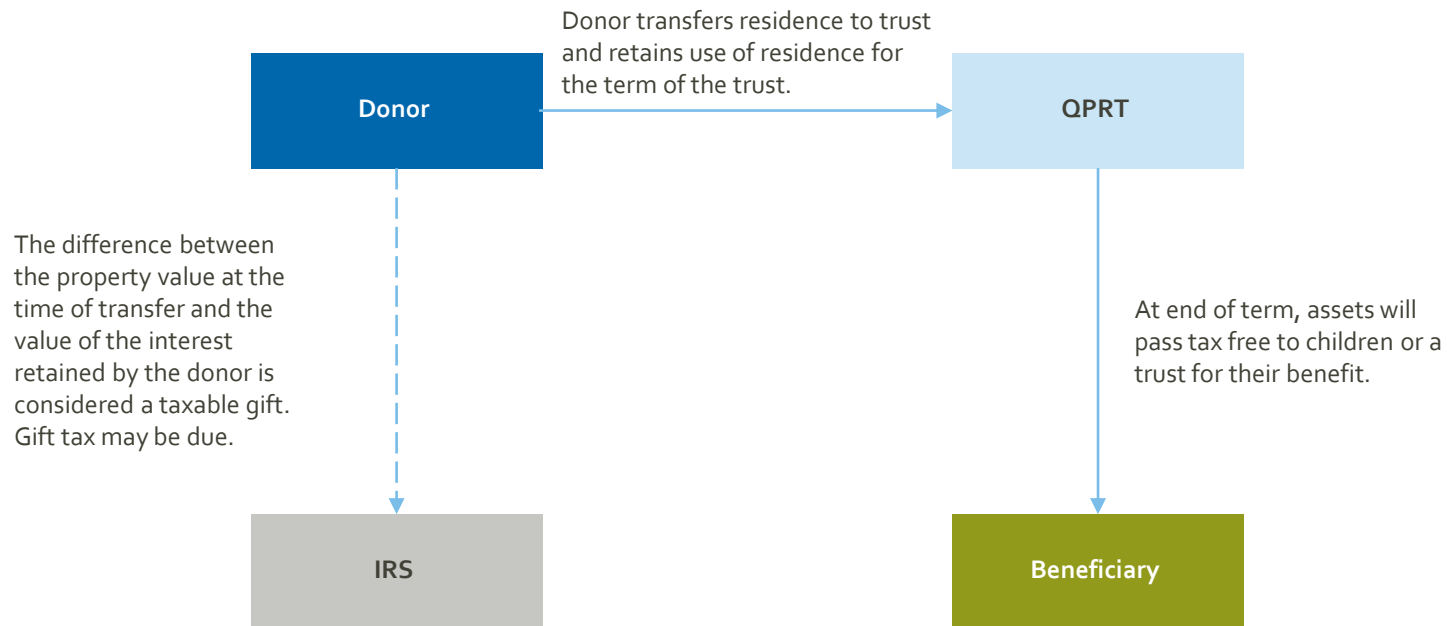 Donor transfers residence to trust
and retains use of residence for
the term of the trust.
Donor
QPRT
The difference between
the property value at the
time of transfer and the
value of the interest
retained by the donor is
considered a taxable gift.
Gift tax may be due.
At end of term, assets will
pass tax free to children or a
trust for their benefit.
IRS
Beneficiary